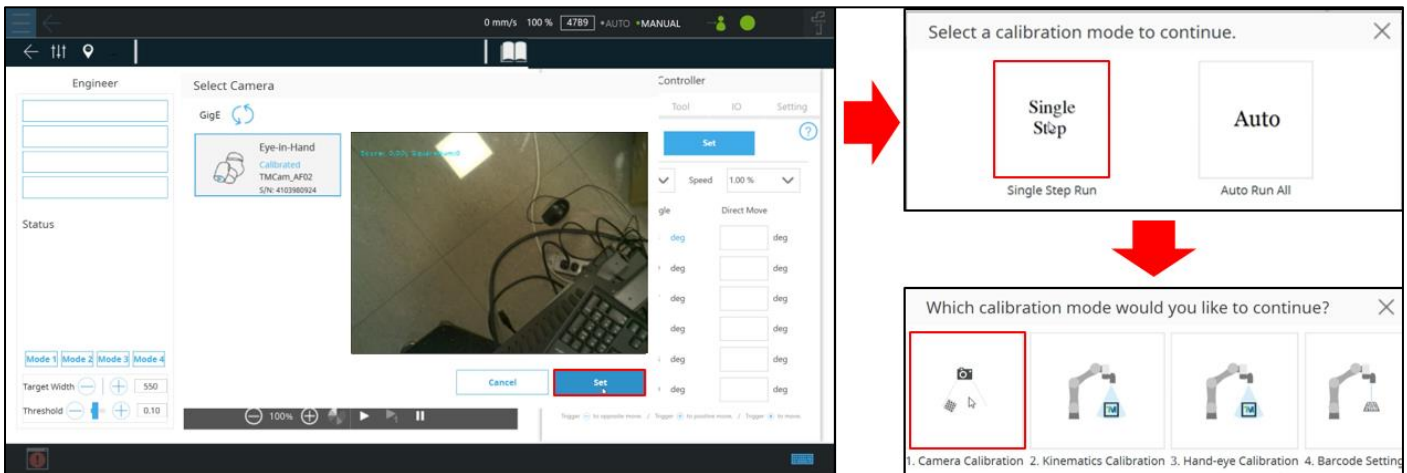 0 mm/s 100 % 4789 •AUTO •MANUAL
Engineer
Status
Mode 1 Mode 2 Mode 3 Mode 4
Target Width 550
Threshold 0.10
Select Camera
GigE
Eye-in-Hand
Calibrated
TMCam_AF02
S/N: 4103980924
Cancel Set
100%
Controller
Tool IO Setting
Set
Speed 1.00 %
gle Direct Move
deg deg
deg deg
deg deg
deg deg
deg deg
deg deg
Select a calibration mode to continue.
Single
Step
Auto
Single Step Run Auto Run All
Which calibration mode would you like to continue?
TM TM
1. Camera Calibration 2. Kinematics Calibration 3. Hand-eye Calibration 4. Barcode Setting